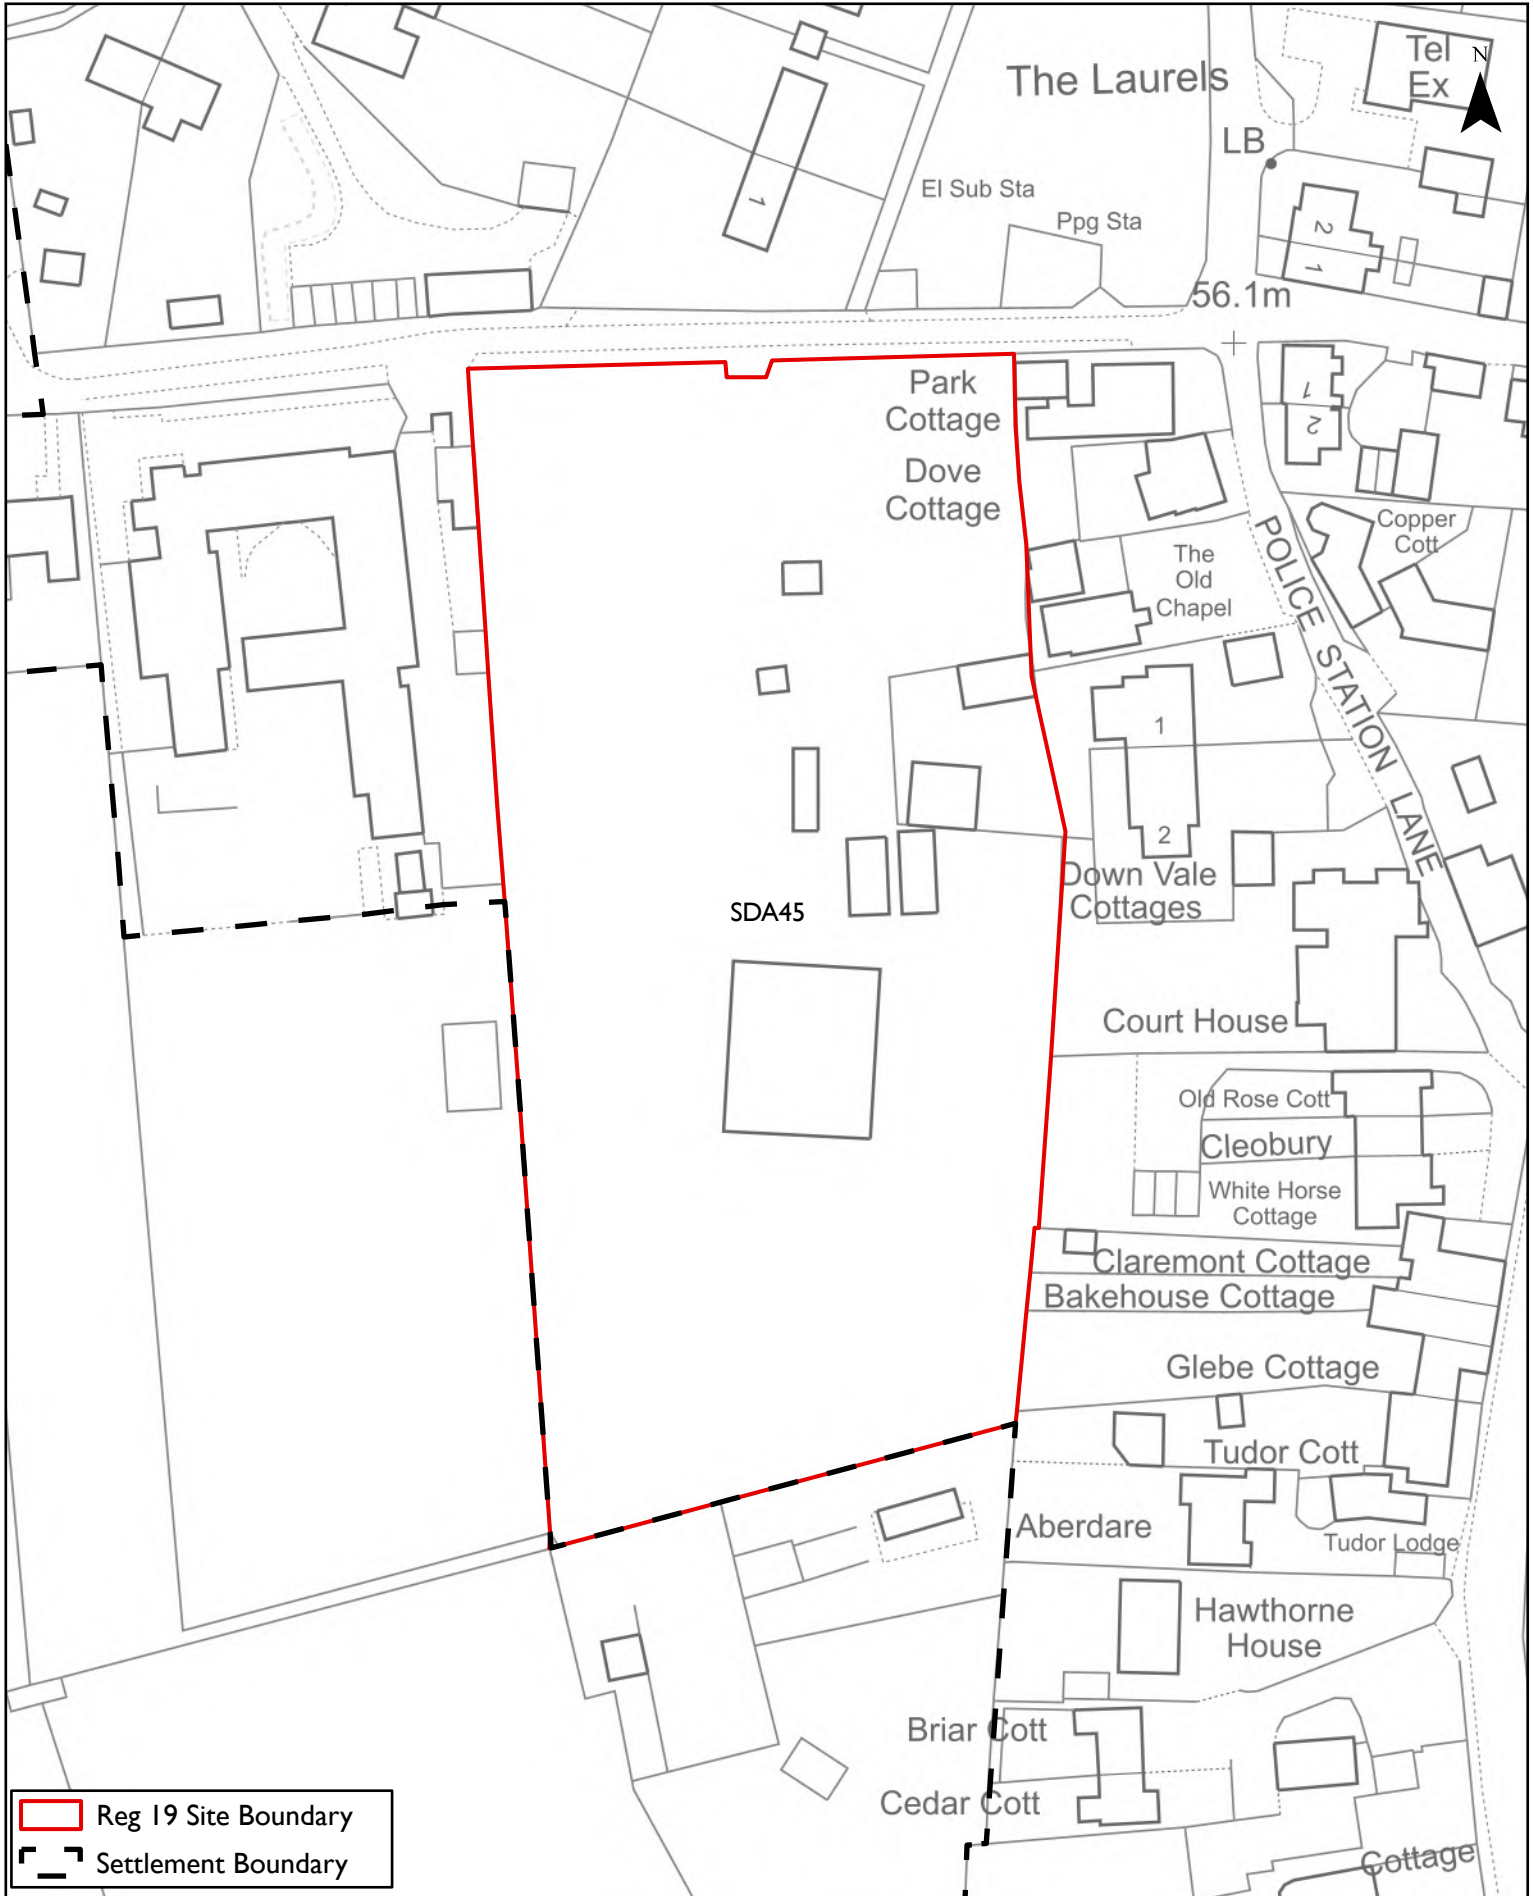 The Laurels
Tel
Ex
N
LB
El Sub Sta
Ppg Sta
1
2
1
56.1m
Park
Cottage
Dove
Cottage
1
2
Copper
Cott
The
Old
Chapel
POLICE STATION LANE
1
2
Down Vale
Cottages
SDA45
Court House
Old Rose Cott
Cleobury
White Horse
Cottage
Claremont Cottage
Bakehouse Cottage
Glebe Cottage
Tudor Cott
Aberdare
Tudor Lodge
Hawthorne
House
Briar Cott
Cedar Cott
Cottage
Reg 19 Site Boundary
Settlement Boundary